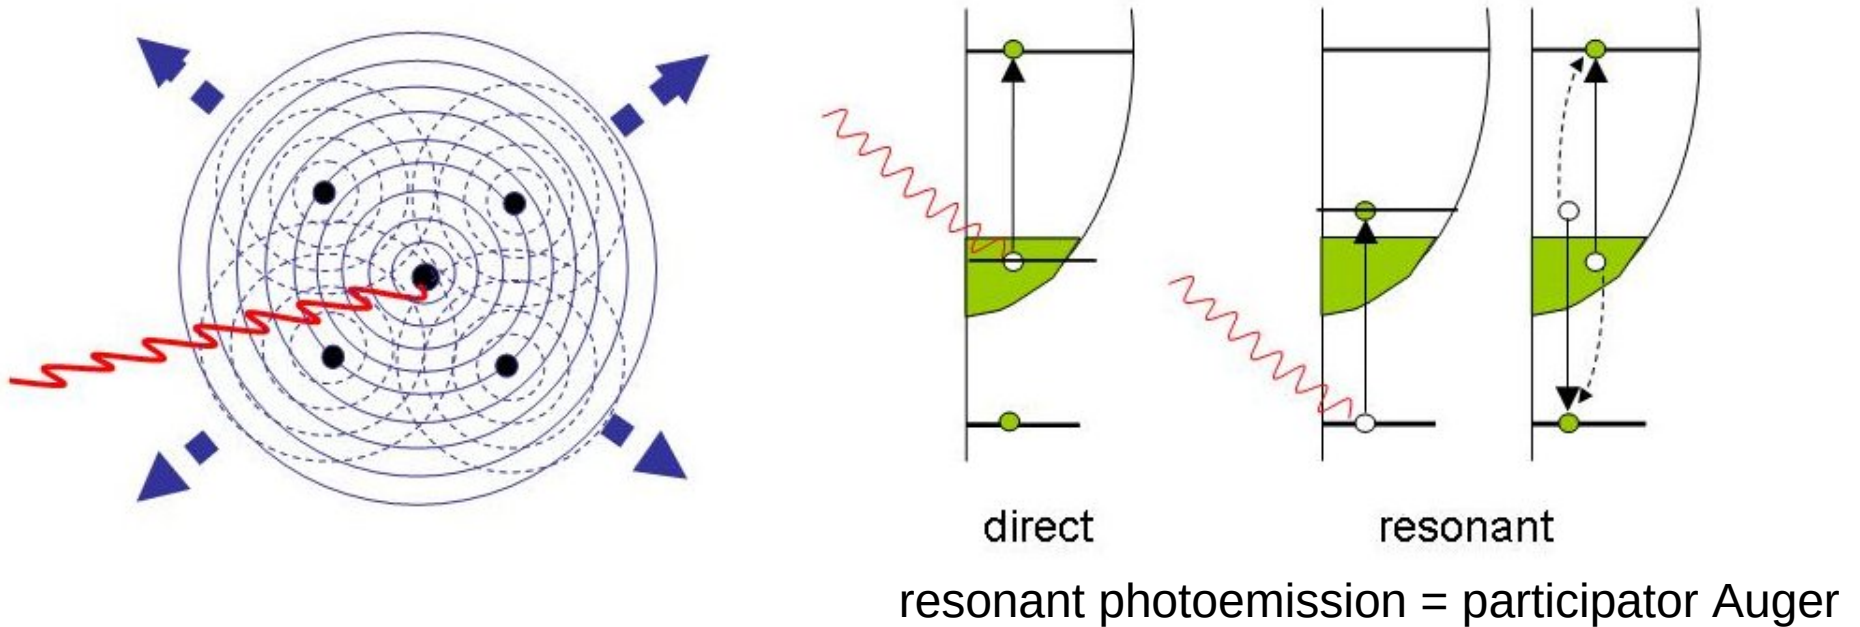 direct
resonant
resonant photoemission = participator Auger